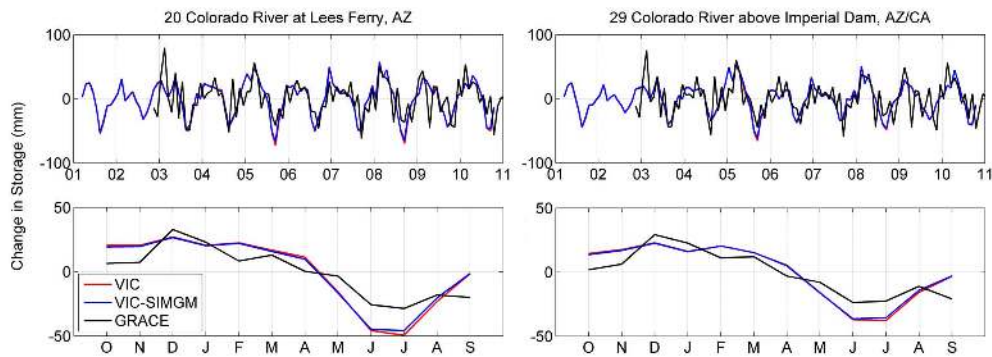 20 Colorado River at Lees Ferry, AZ
29 Colorado River above Imperial Dam, AZ/CA
Change in Storage (mm)
100
0
-100
01 02 03 04 05 06 07 08 09 10 11
100
0
-100
01 02 03 04 05 06 07 08 09 10 11
50
0
-50
VIC
VIC-SIMGM
GRACE
O N D J F M A M J J A S
50
0
-50
O N D J F M A M J J A S